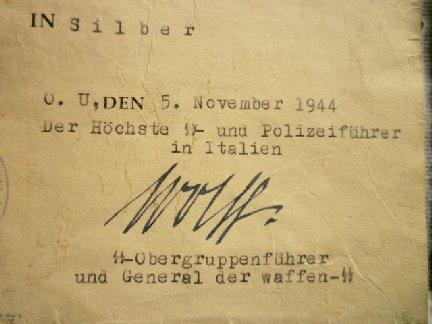 IN Silber
O. U, DEN 5. November 1944
Der Höchste ᛋᛋ- und Polizeiführer
in Italien
Wolff.
ᛋᛋ-Obergruppenführer
und General der waffen-ᛋᛋ